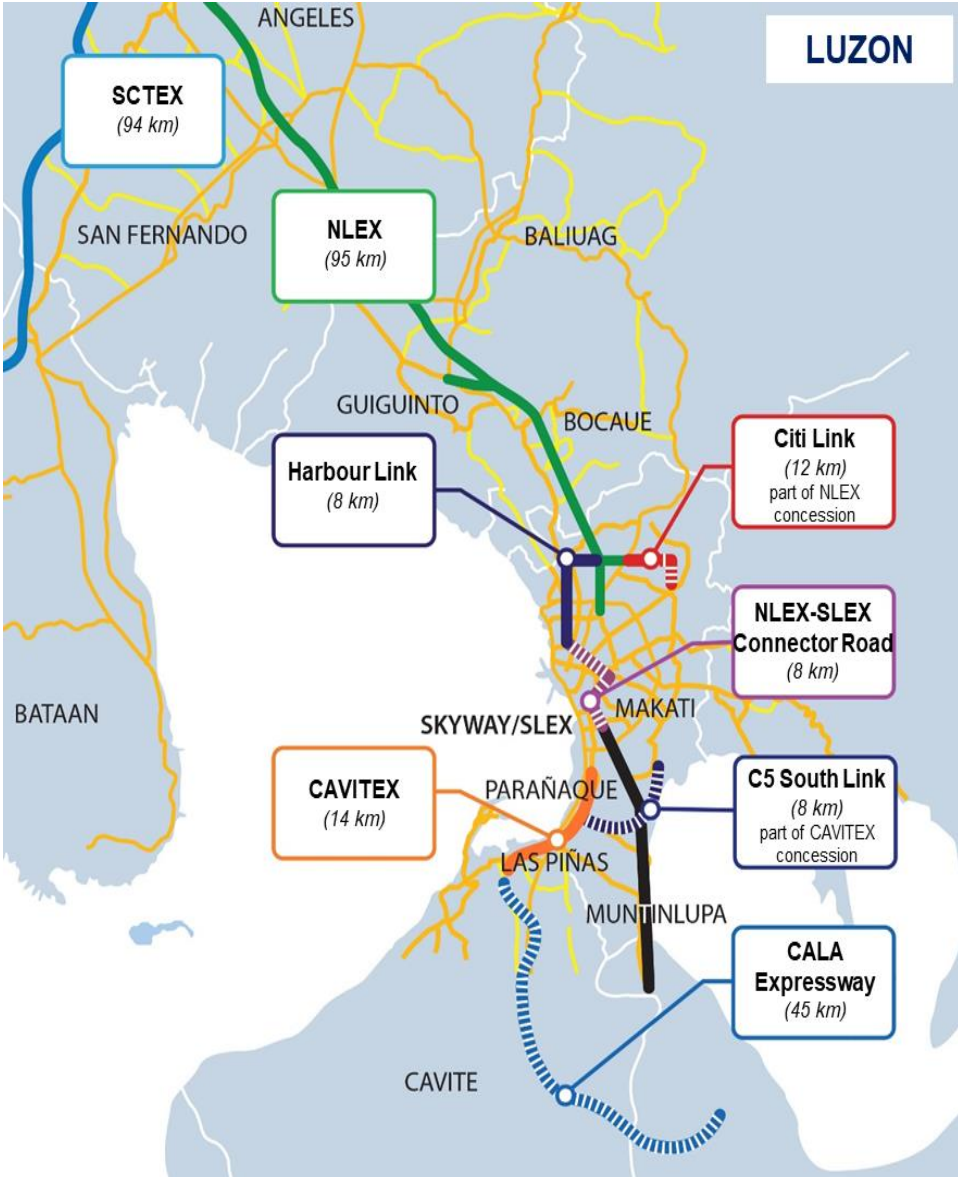 ANGELES
LUZON
SCTEX
(94 km)
SAN FERNANDO
NLEX
(95 km)
BALIUAG
GUIGUINTO
BOCAUE
Harbour Link
(8 km)
Citi Link
(12 km)
part of NLEX
concession
NLEX-SLEX
Connector Road
(8 km)
BATAAN
MAKATI
SKYWAY/SLEX
CAVITEX
(14 km)
PARAÑAQUE
C5 South Link
(8 km)
part of CAVITEX
concession
LAS PIÑAS
MUNTINLUPA
CALA
Expressway
(45 km)
CAVITE